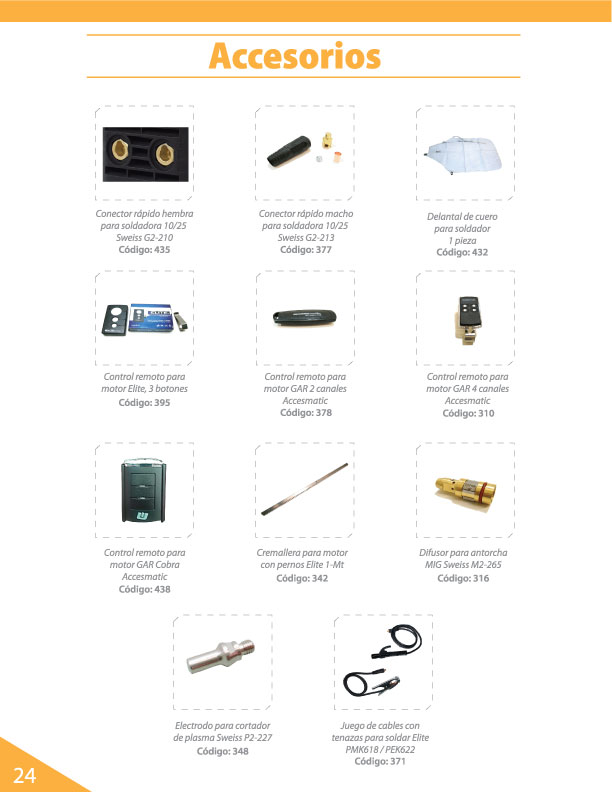 Accesorios
Conector rápido hembra
para soldadora 10/25
Sweiss G2-210
Código: 435
Conector rápido macho
para soldadora 10/25
Sweiss G2-213
Código: 377
Delantal de cuero
para soldador
1 pieza
Código: 432
ELITE
Control remoto para
motor Elite, 3 botones
Código: 395
Control remoto para
motor GAR 2 canales
Accesmatic
Código: 378
Control remoto para
motor GAR 4 canales
Accesmatic
Código: 310
Control remoto para
motor GAR Cobra
Accesmatic
Código: 438
Cremallera para motor
con pernos Elite 1-Mt
Código: 342
Difusor para antorcha
MIG Sweiss M2-265
Código: 316
Electrodo para cortador
de plasma Sweiss P2-227
Código: 348
Juego de cables con
tenazas para soldar Elite
PMK618 / PEK622
Código: 371
24